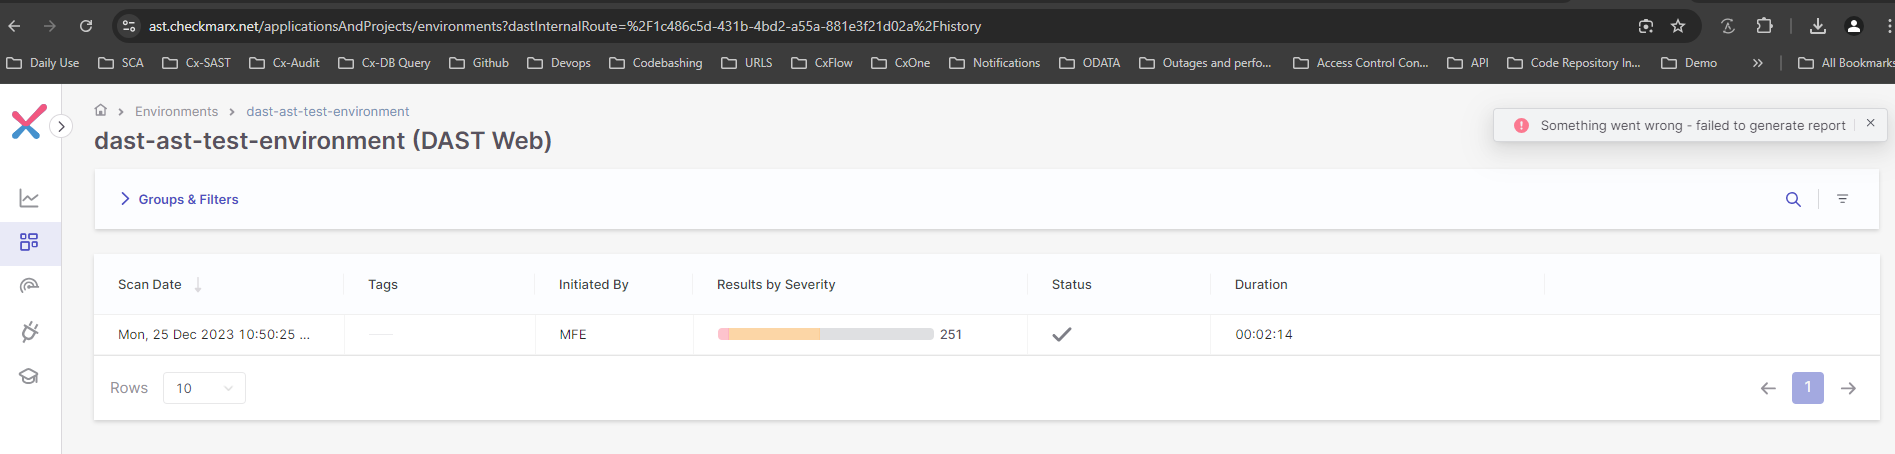 ast.checkmarx.net/applicationsAndProjects/environments?dastInternalRoute=%2F1c486c5d-431b-4bd2-a55a-881e3f21d02a%2Fhistory
Daily Use SCA Cx-SAST Cx-Audit Cx-DB Query Github Devops Codebashing URLS CxFlow CxOne Notifications ODATA Outages and perfo... Access Control Con... API Code Repository In... Demo » All Bookmarks
Environments dast-ast-test-environment
dast-ast-test-environment (DAST Web)
Something went wrong - failed to generate report
Groups & Filters
Scan Date Tags Initiated By Results by Severity Status Duration
Mon, 25 Dec 2023 10:50:25 ... MFE 251 00:02:14
Rows 10 1